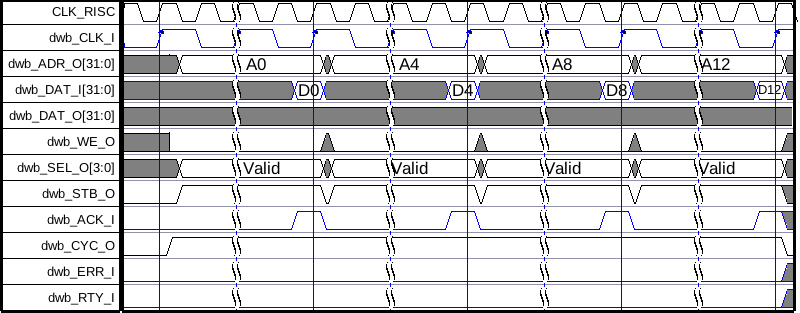 CLK_RISC
dwb_CLK_I
dwb_ADR_O[31:0] A0 A4 A8 A12
dwb_DAT_I[31:0] D0 D4 D8 D12
dwb_DAT_O[31:0]
dwb_WE_O
dwb_SEL_O[3:0] Valid Valid Valid Valid
dwb_STB_O
dwb_ACK_I
dwb_CYC_O
dwb_ERR_I
dwb_RTY_I